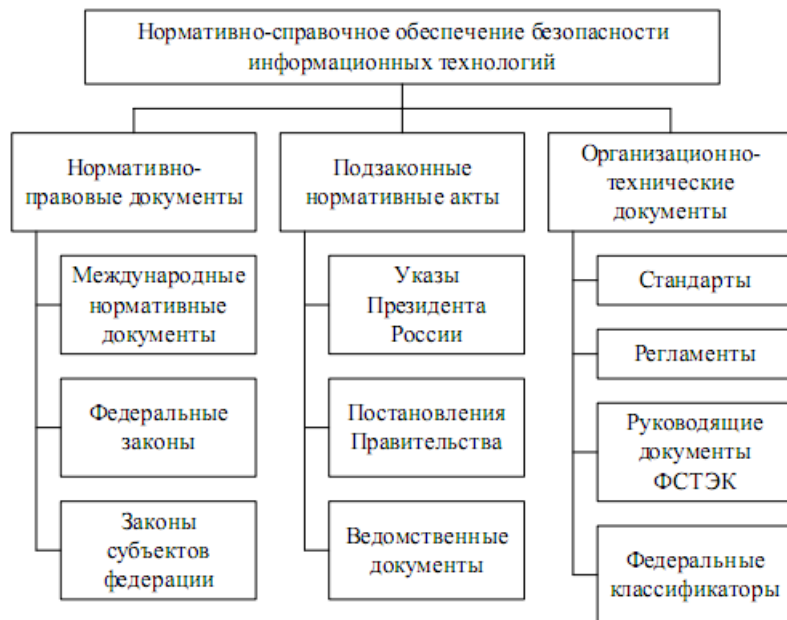 Нормативно-справочное обеспечение безопасности
информационных технологий
Нормативно-
правовые документы
Международные
нормативные
документы
Федеральные
законы
Законы
субъектов
федерации
Подзаконные
нормативные акты
Указы
Президента
России
Постановления
Правительства
Ведомственные
документы
Организационно-
технические
документы
Стандарты
Регламенты
Руководящие
документы
ФСТЭК
Федеральные
классификаторы